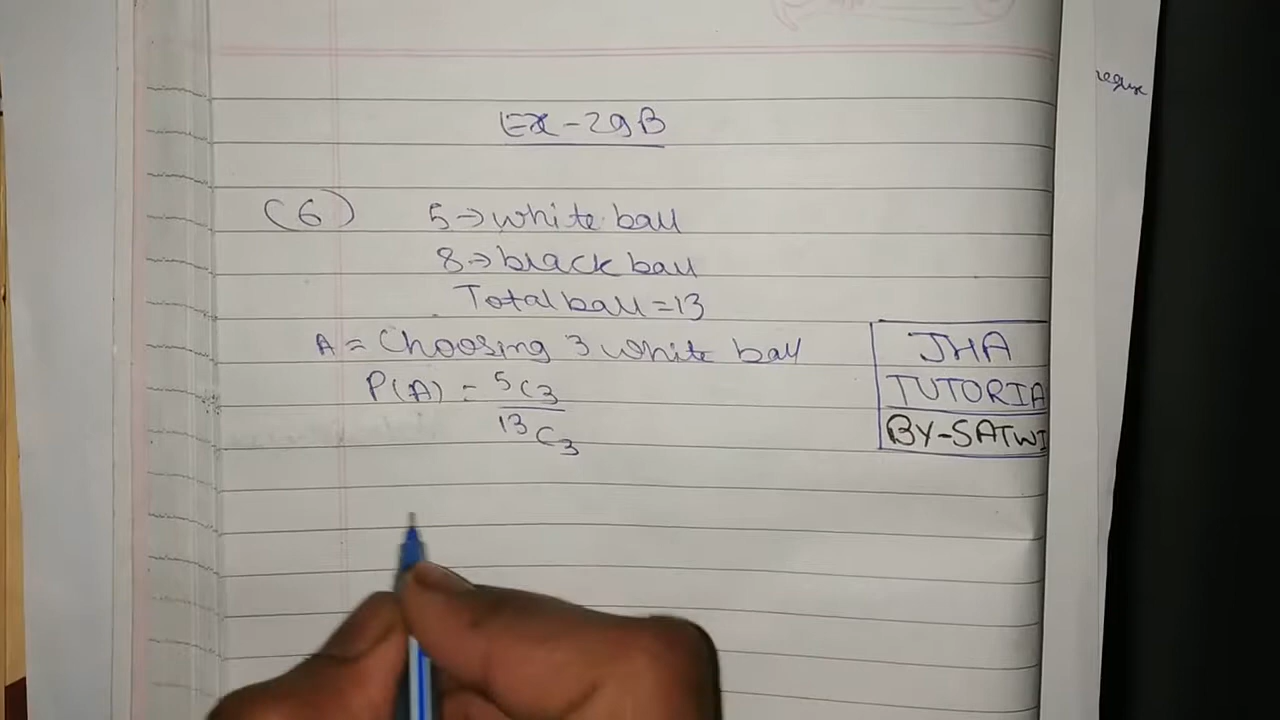 regux
Ex-29B
(6) 5→white ball
8→black ball
Total ball=13
A = Choosing 3 white ball
P(A) = ⁵C₃
¹³C₃
JHA
TUTORIA
BY-SATWI